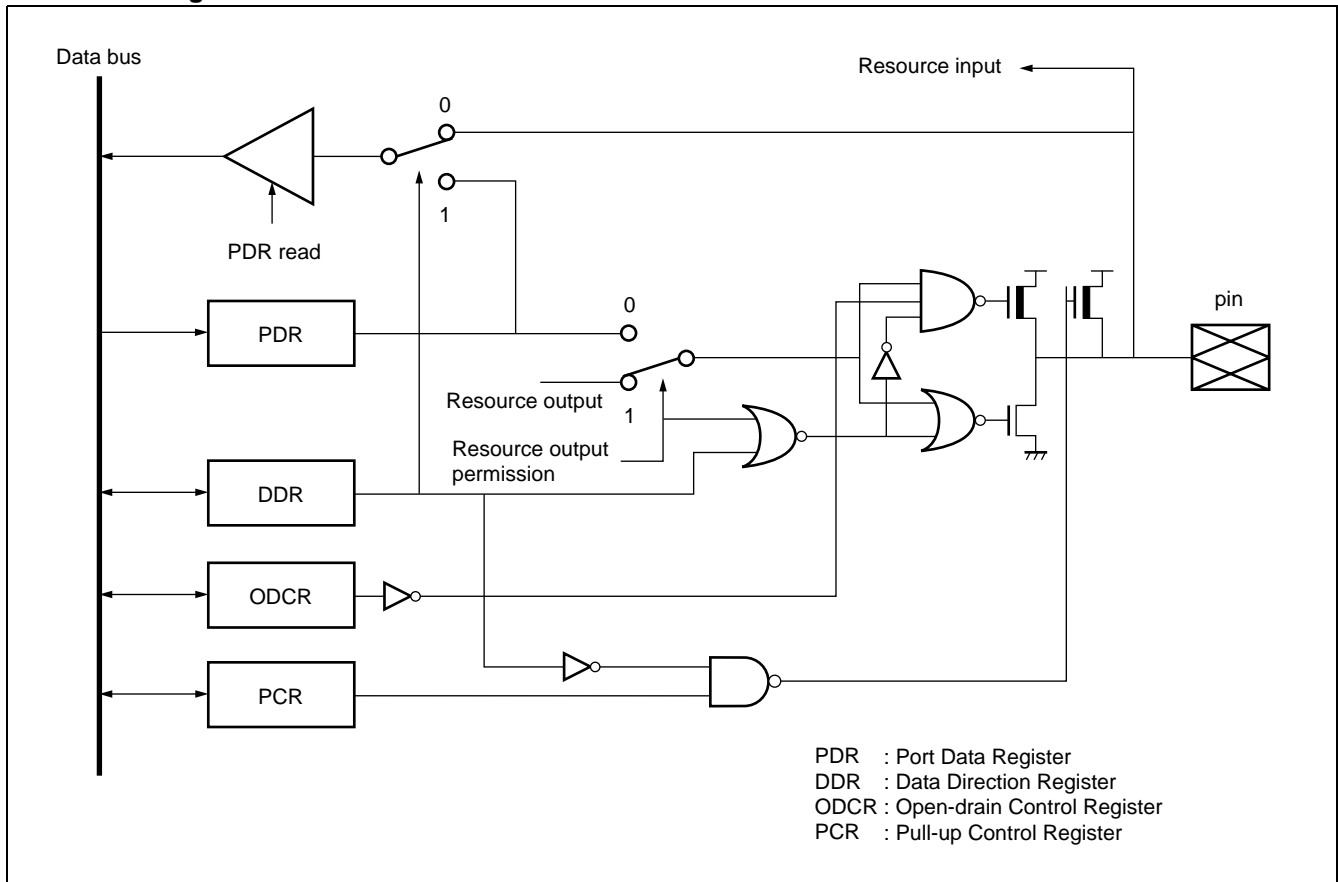 Data bus
Resource input
0
1
PDR read
PDR
0
pin
Resource output
1
Resource output
permission
DDR
ODCR
PCR
PDR : Port Data Register
DDR : Data Direction Register
ODCR : Open-drain Control Register
PCR : Pull-up Control Register